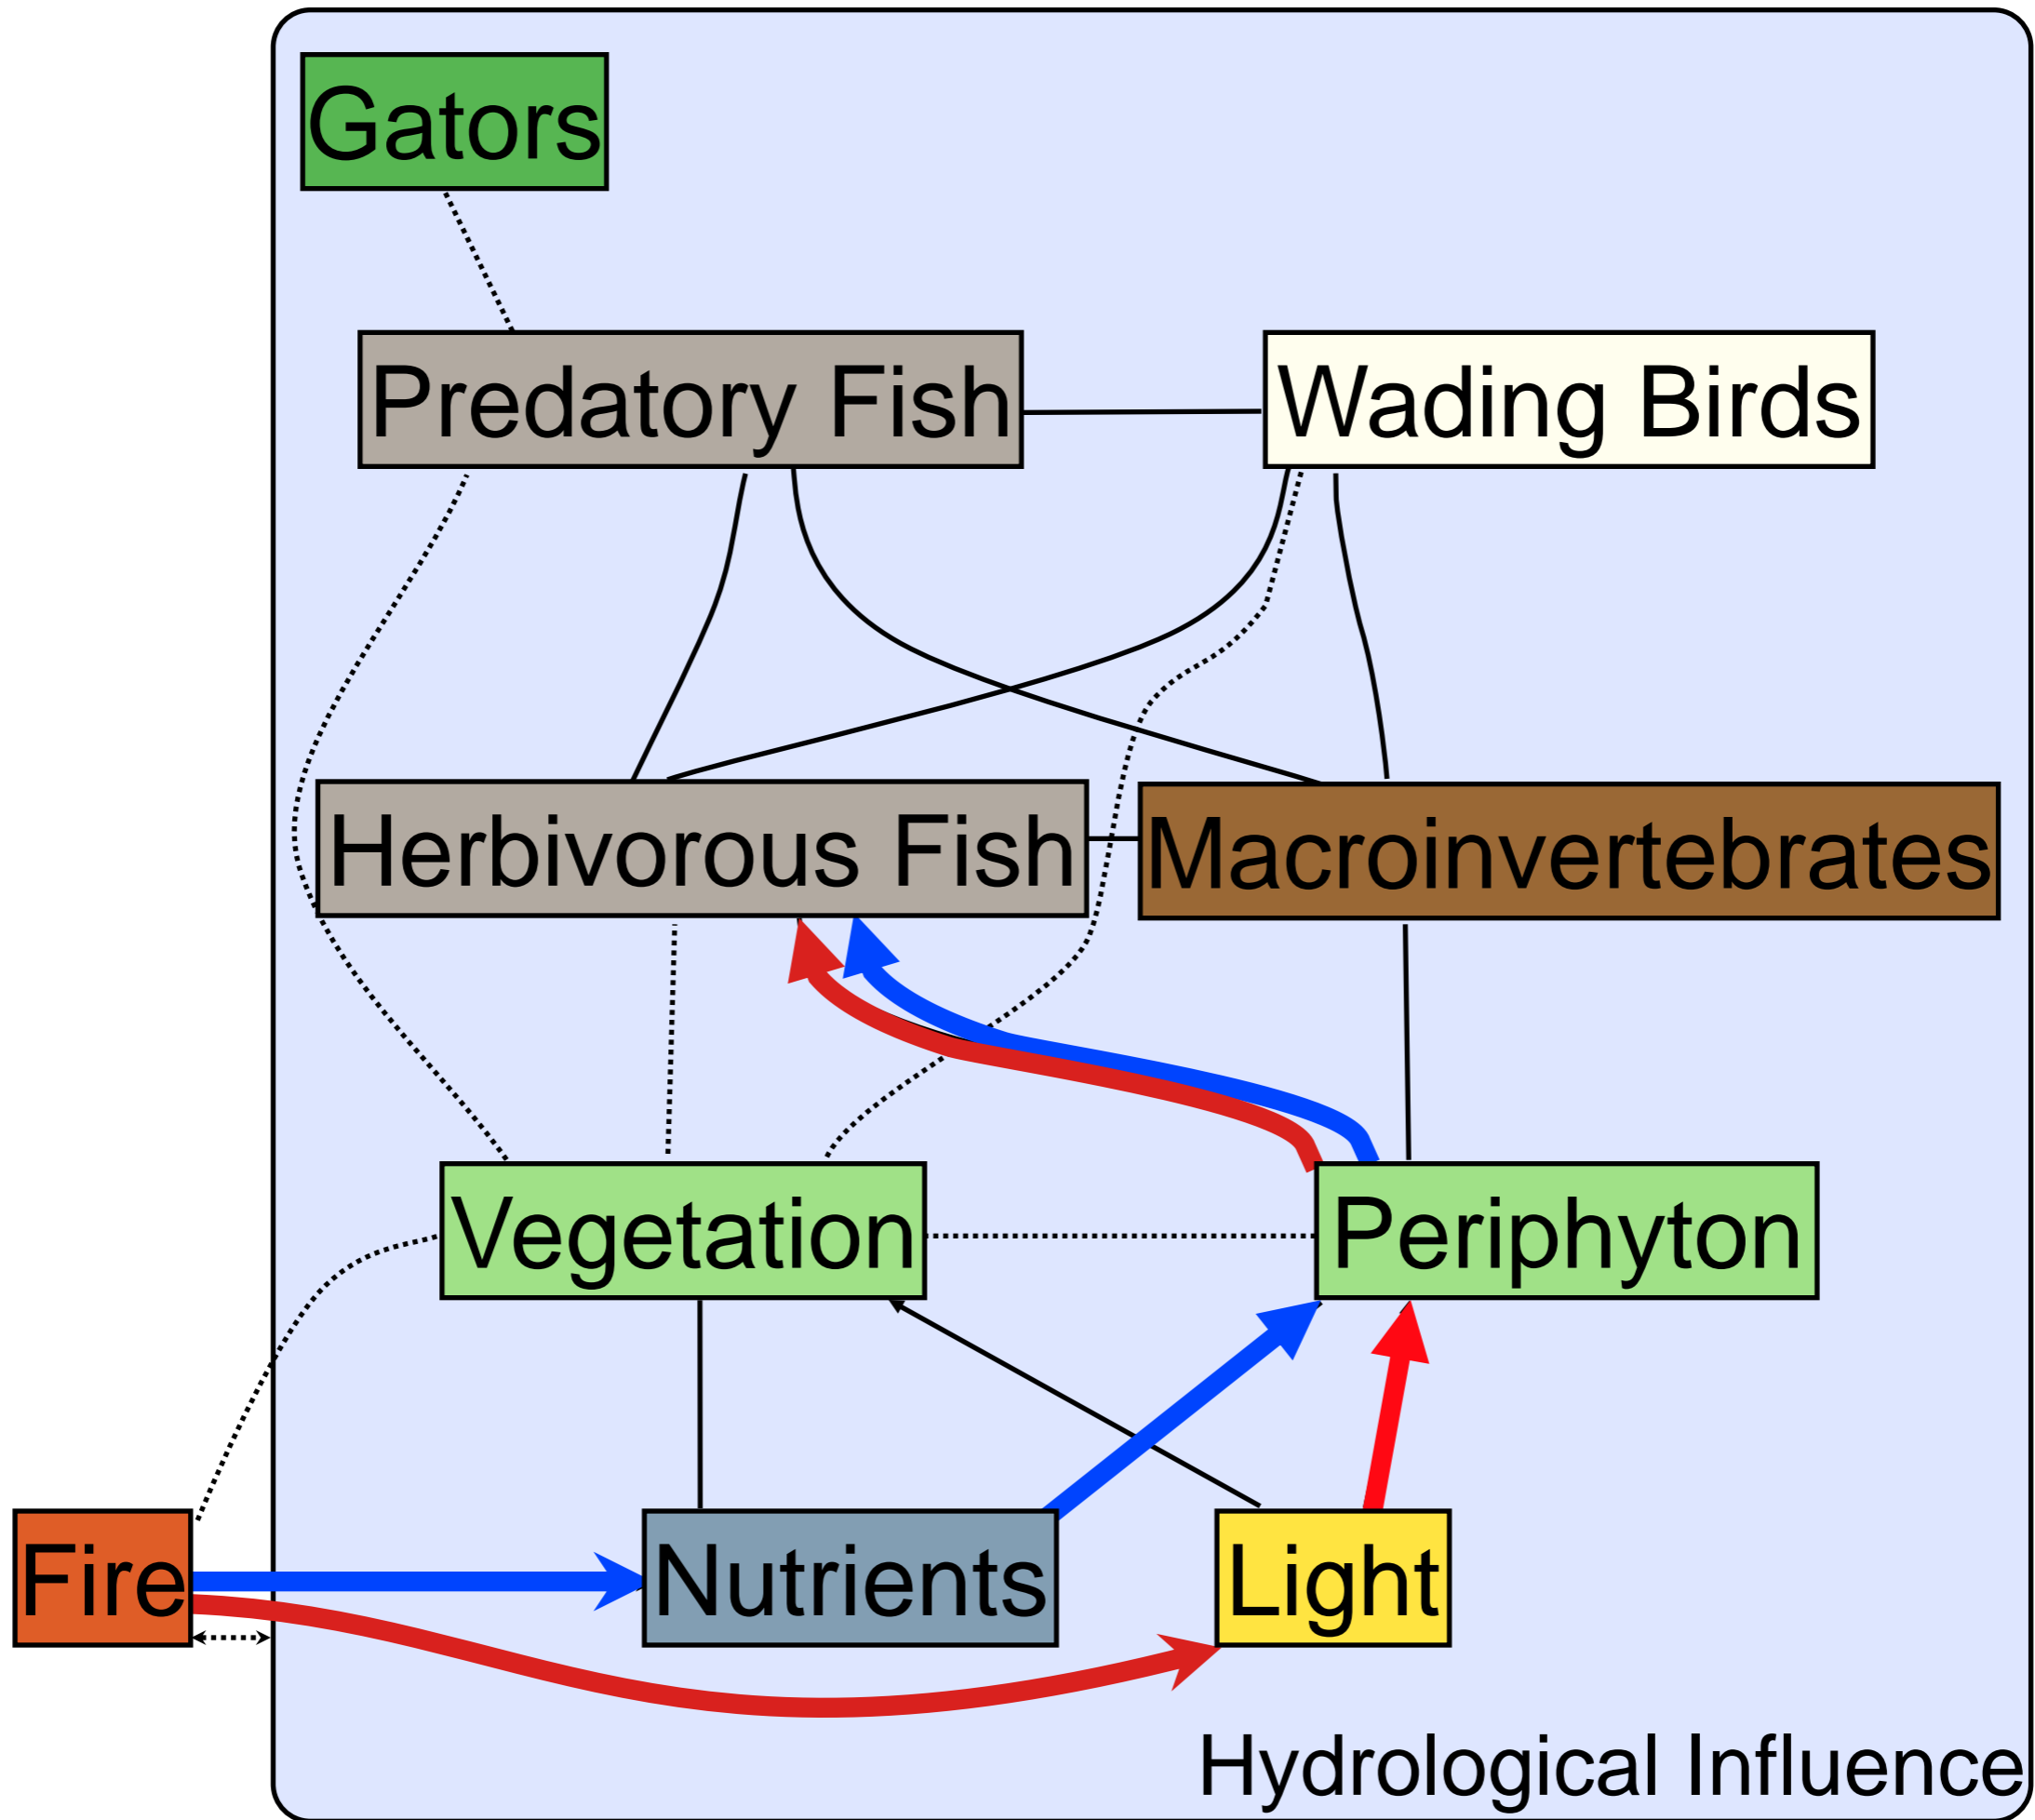 Gators
Predatory Fish
Wading Birds
Herbivorous Fish
Macroinvertebrates
Vegetation
Periphyton
Fire
Nutrients
Light
Hydrological Influence